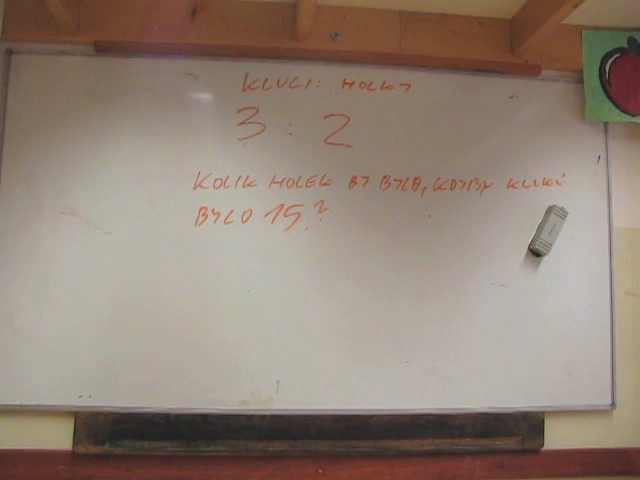 KLUCI: HOLKY
3 : 2
KOLIK HOLEK BY BYLO, KDYBY KLUKŮ
BYLO 15?